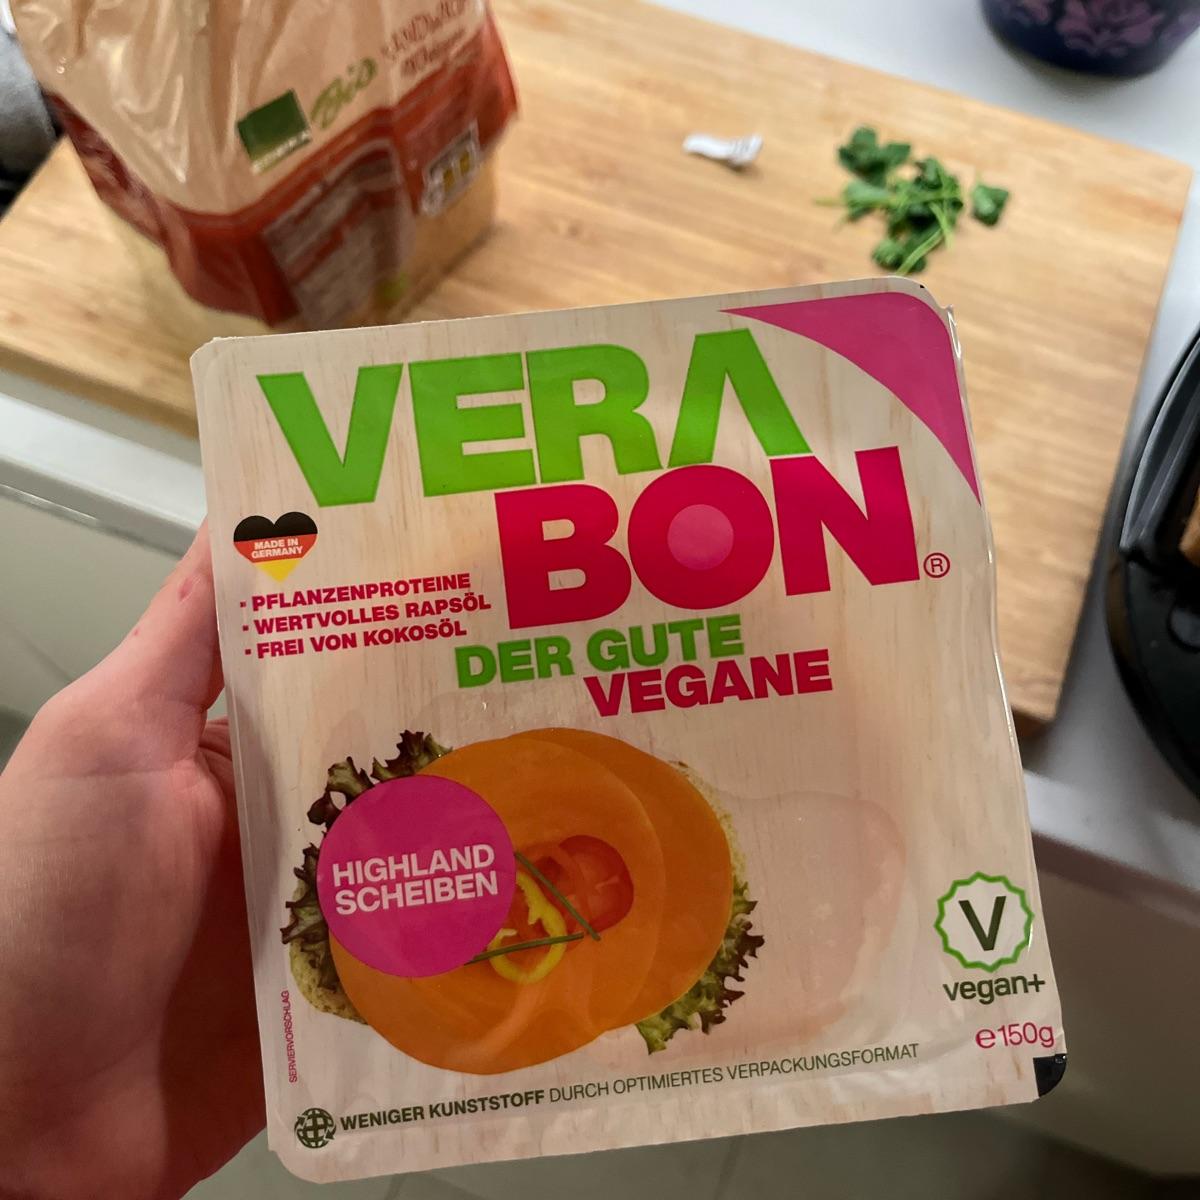 Bio
VERA
BON®
MADE IN
GERMANY
· PFLANZENPROTEINE
· WERTVOLLES RAPSÖL
· FREI VON KOKOSÖL
DER GUTE
VEGANE
HIGHLAND
SCHEIBEN
V
vegan+
SERVIERVORSCHLAG
e150g
WENIGER KUNSTSTOFF DURCH OPTIMIERTES VERPACKUNGSFORMAT